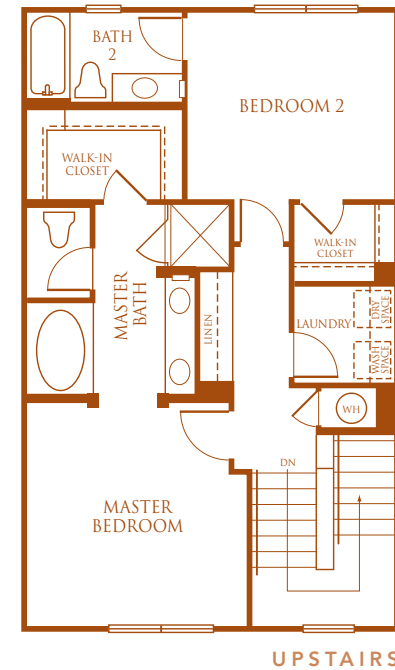 BATH
2
BEDROOM 2
WALK-IN
CLOSET
WALK-IN
CLOSET
MASTER
BATH
LINEN
LAUNDRY
DRY
SPACE
WASH
SPACE
WH
DN
MASTER
BEDROOM
UPSTAIRS